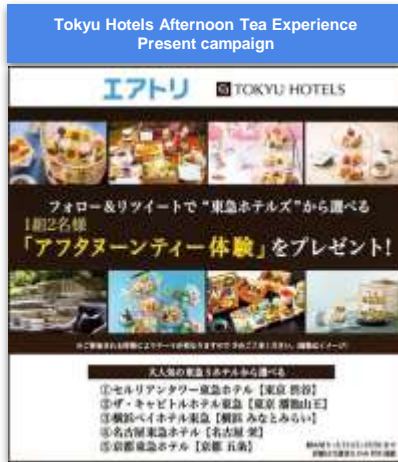 Tokyu Hotels Afternoon Tea Experience
Present campaign
エアトリ TOKYU HOTELS
フォロー＆リツイートで“東急ホテルズ”から選べる
1組2名様
「アフタヌーンティー体験」をプレゼント!
大人気の東急5ホテルから選べる
①セルリアンタワー東急ホテル【東京 渋谷】
②ザ・キャピトルホテル東急【東京 溜池山王】
③横浜ベイホテル東急【横浜 みなとみらい】
④名古屋東急ホテル【名古屋 栄】
⑤京都東急ホテル【京都 五条】